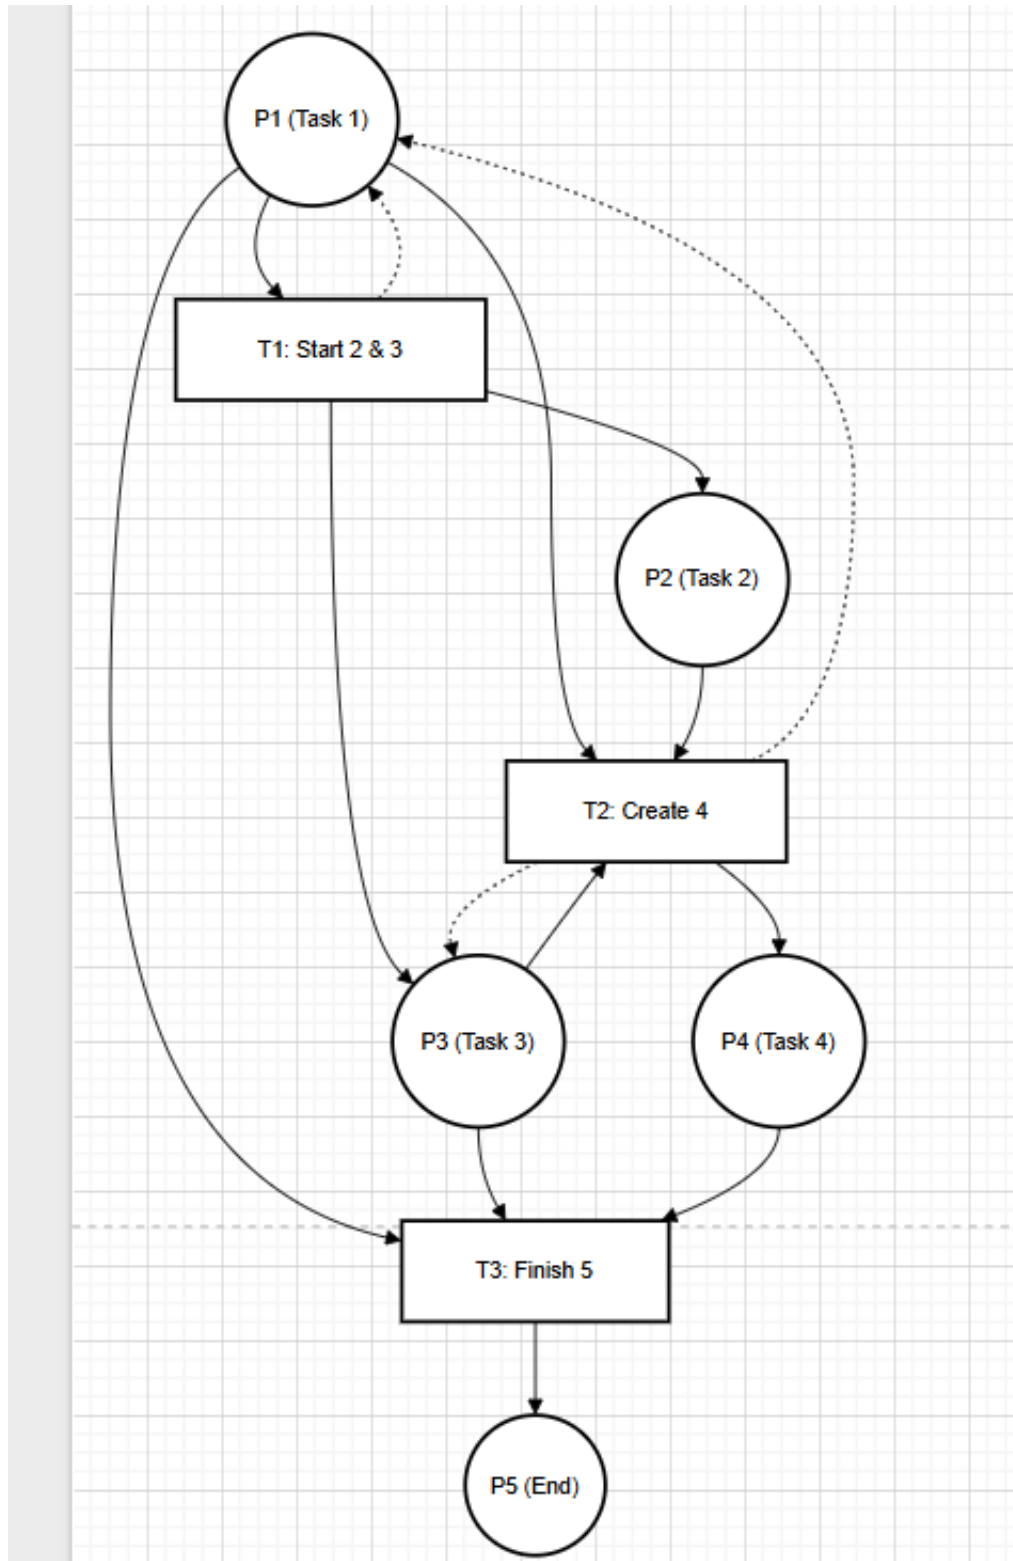 P1 (Task 1)
T1: Start 2 & 3
P2 (Task 2)
T2: Create 4
P3 (Task 3)
P4 (Task 4)
T3: Finish 5
P5 (End)